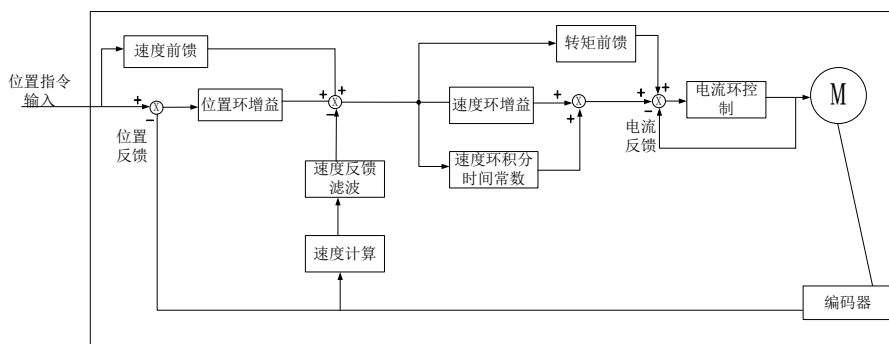 速度前馈
转矩前馈
位置指令
输入
位置环增益
速度环增益
电流环控
制
M
位置
反馈
电流
反馈
速度反馈
滤波
速度环积分
时间常数
速度计算
编码器